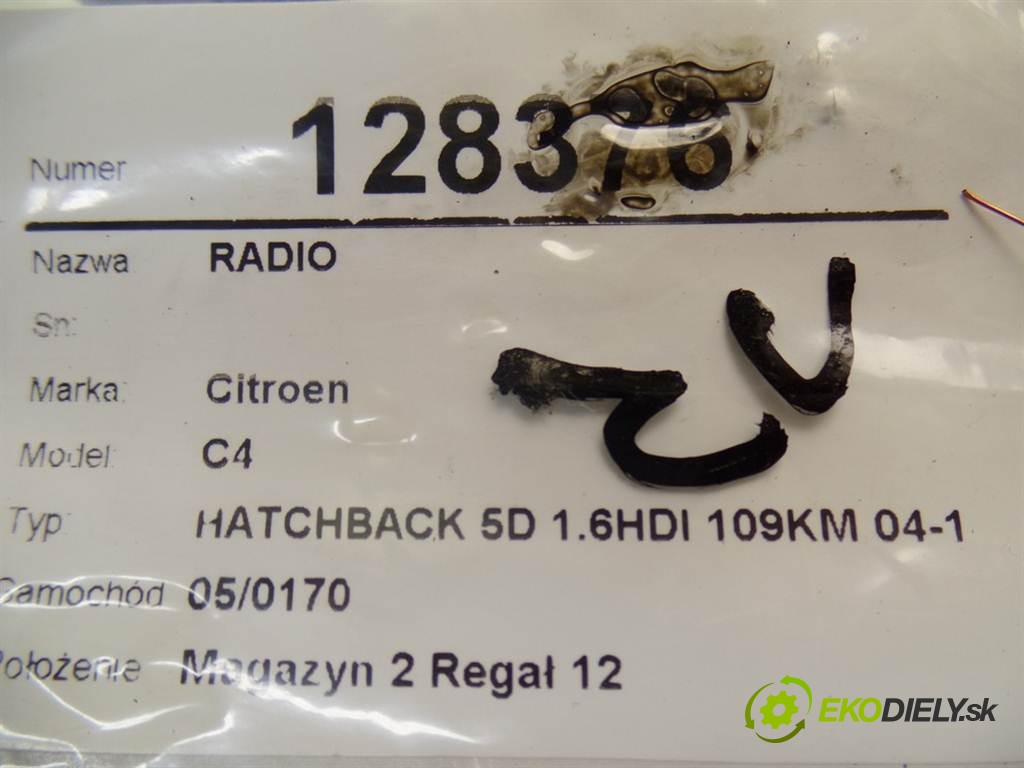 Numer 128376
Nazwa RADIO
Sn:
Marka: Citroen
Model: C4
Typ: HATCHBACK 5D 1.6HDI 109KM 04-1
Samochód 05/0170
Położenie Magazyn 2 Regał 12
EKODIELY.sk